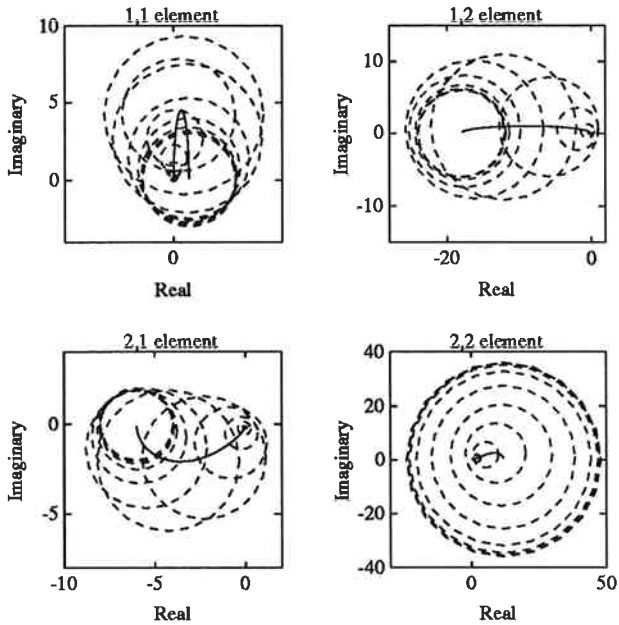 1,1 element
10
5
0
Imaginary
0
Real
1,2 element
10
0
-10
Imaginary
-20
0
Real
2,1 element
0
-5
Imaginary
-10
-5
0
Real
2,2 element
40
20
0
-20
-40
Imaginary
0
50
Real